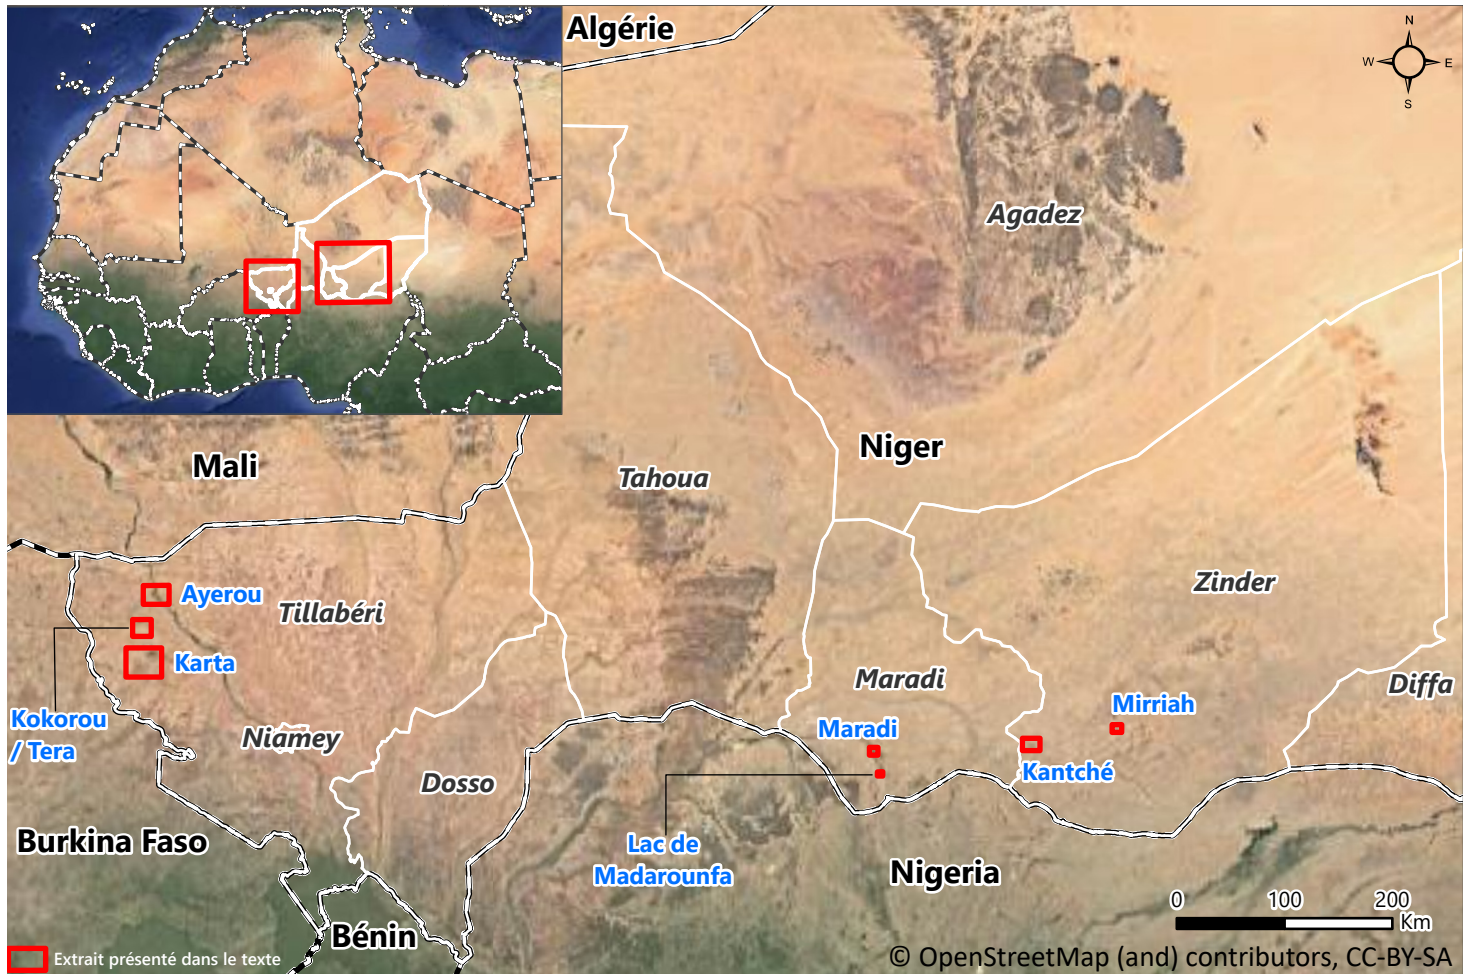 Algérie
N
W
E
S
Agadez
Mali
Niger
Tahoua
Ayerou
Tillabéri
Zinder
Karta
Maradi
Diffa
Kokorou
/ Tera
Niamey
Mirriah
Maradi
Kantché
Dosso
Burkina Faso
Lac de
Madarounfa
Nigeria
0 100 200
Km
Bénin
Extrait présenté dans le texte
© OpenStreetMap (and) contributors, CC-BY-SA